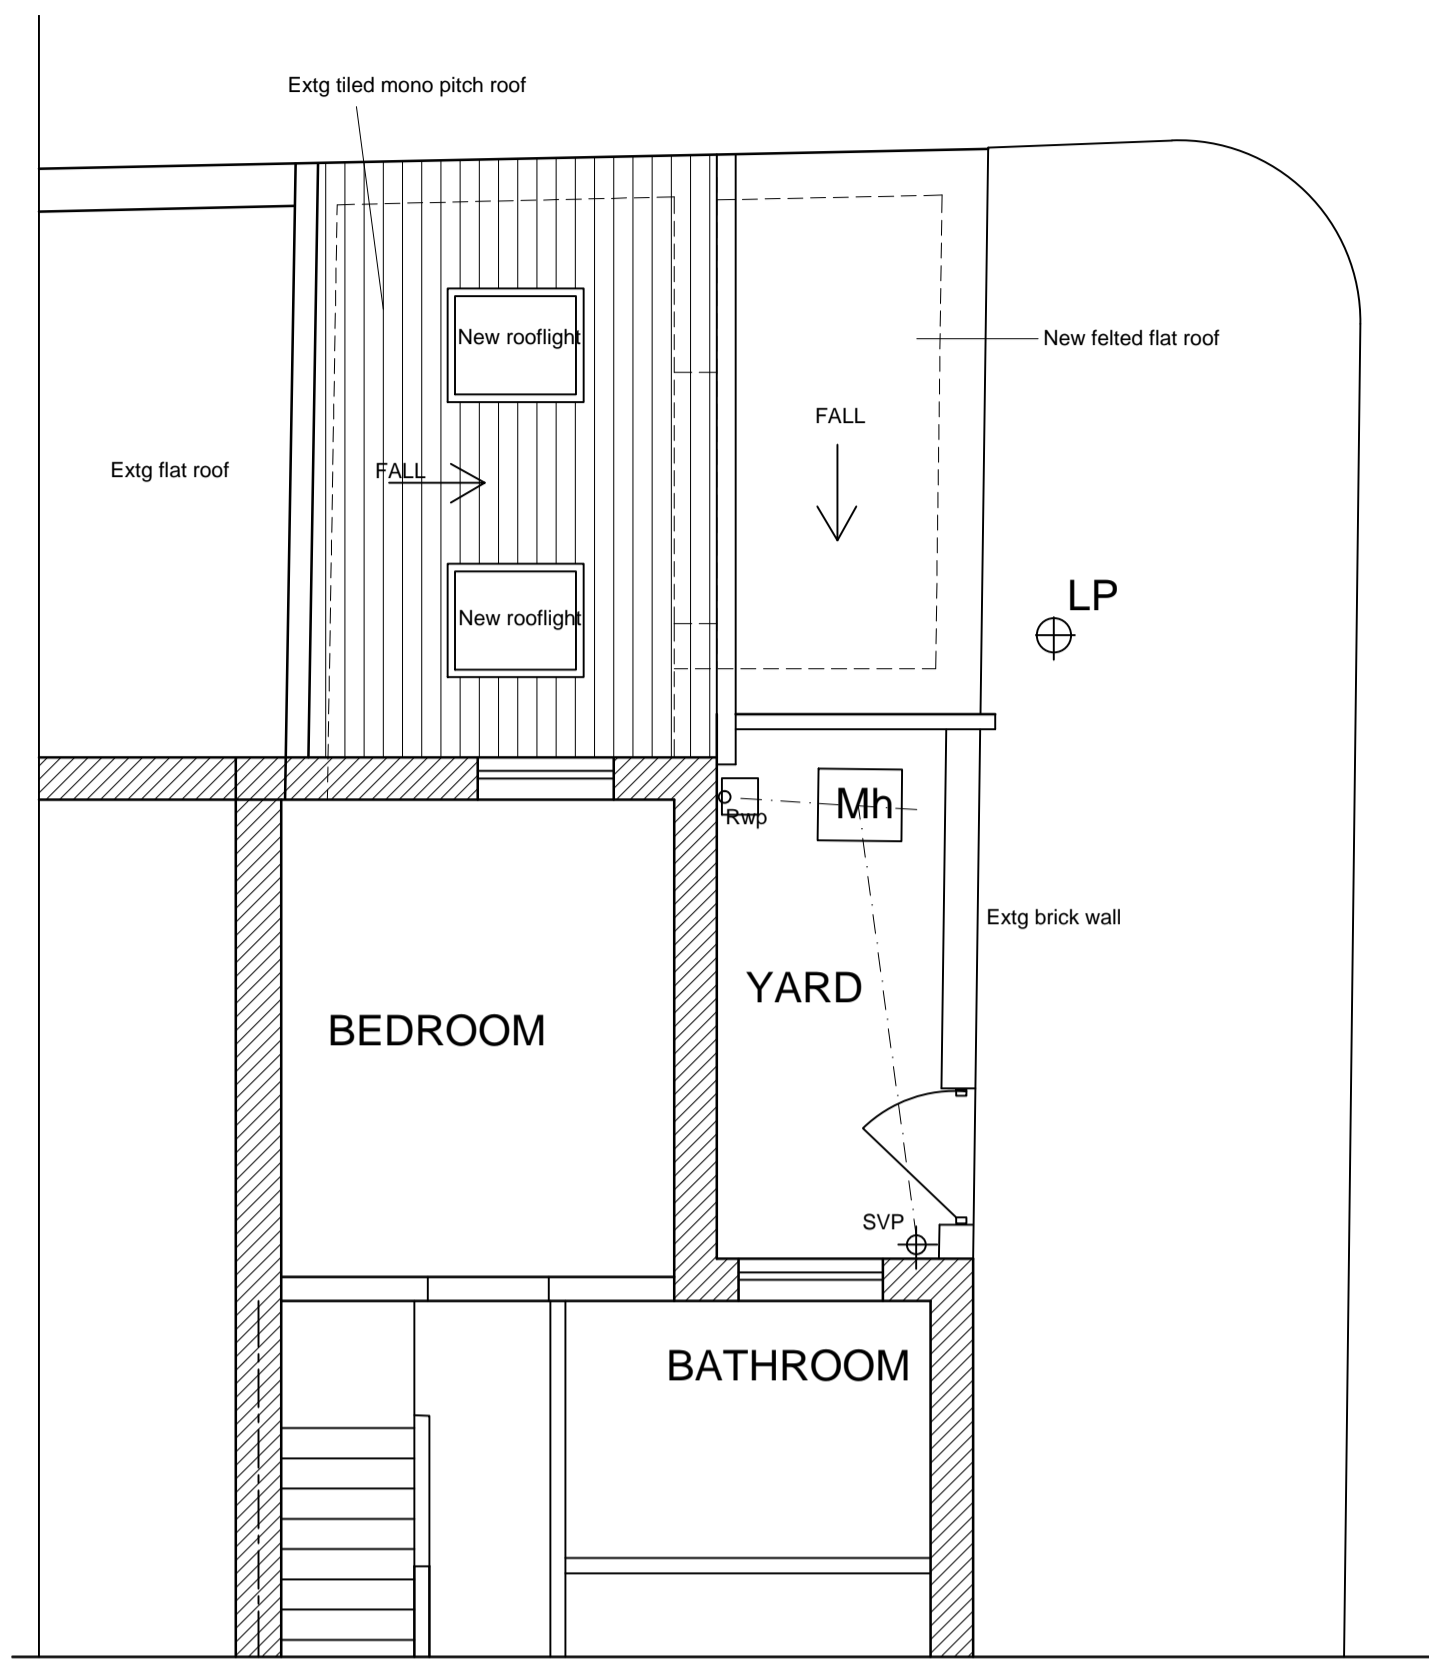 Extg tiled mono pitch roof
New rooflight
New felted flat roof
FALL
Extg flat roof
FALL
LP
New rooflight
Mh
Rwp
Extg brick wall
YARD
BEDROOM
SVP
BATHROOM